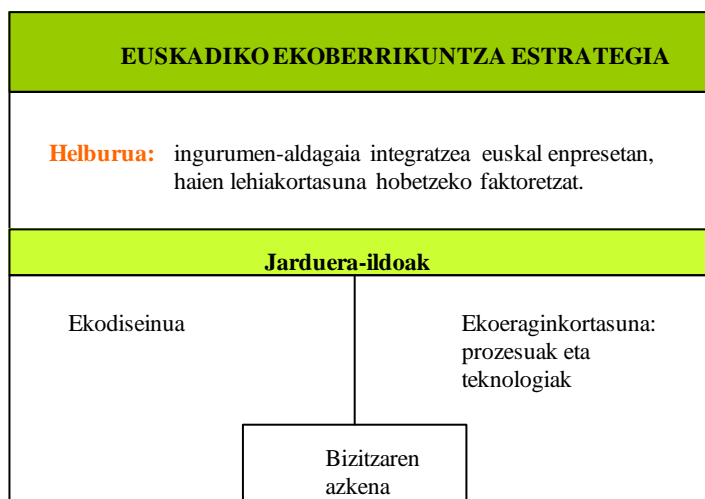 EUSKADIKO EKOBERRIKUNTZA ESTRATEGIA
Helburua: ingurumen-aldagaia integratzea euskal enpresetan,
haien lehiakortasuna hobetzeko faktoretzat.
Jarduera-ildoak
Ekodiseinua
Ekoeraginkortasuna:
prozesuak eta
teknologiak
Bizitzaren
azkena